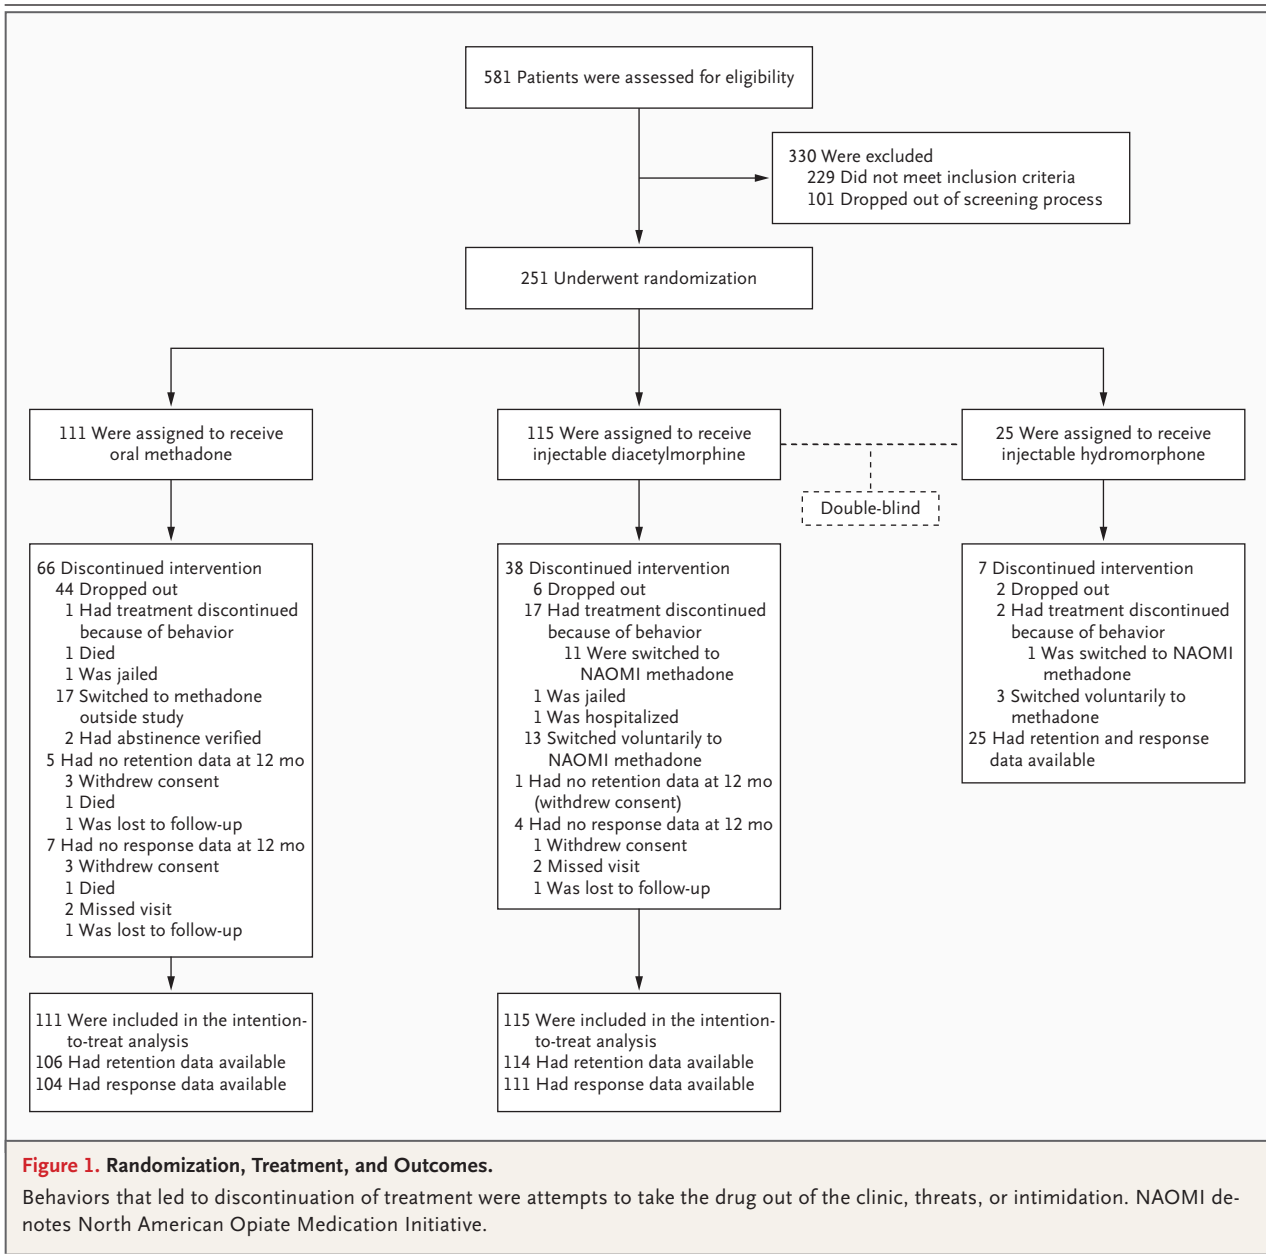 581 Patients were assessed for eligibility
330 Were excluded
229 Did not meet inclusion criteria
101 Dropped out of screening process
251 Underwent randomization
111 Were assigned to receive
oral methadone
115 Were assigned to receive
injectable diacetylmorphine
25 Were assigned to receive
injectable hydromorphone
Double-blind
66 Discontinued intervention
44 Dropped out
1 Had treatment discontinued
because of behavior
1 Died
1 Was jailed
17 Switched to methadone
outside study
2 Had abstinence verified
5 Had no retention data at 12 mo
3 Withdrew consent
1 Died
1 Was lost to follow-up
7 Had no response data at 12 mo
3 Withdrew consent
1 Died
2 Missed visit
1 Was lost to follow-up
38 Discontinued intervention
6 Dropped out
17 Had treatment discontinued
because of behavior
11 Were switched to
NAOMI methadone
1 Was jailed
1 Was hospitalized
13 Switched voluntarily to
NAOMI methadone
1 Had no retention data at 12 mo
(withdrew consent)
4 Had no response data at 12 mo
1 Withdrew consent
2 Missed visit
1 Was lost to follow-up
7 Discontinued intervention
2 Dropped out
2 Had treatment discontinued
because of behavior
1 Was switched to NAOMI
methadone
3 Switched voluntarily to
methadone
25 Had retention and response
data available
111 Were included in the intention-
to-treat analysis
106 Had retention data available
104 Had response data available
115 Were included in the intention-
to-treat analysis
114 Had retention data available
111 Had response data available
Figure 1. Randomization, Treatment, and Outcomes.
Behaviors that led to discontinuation of treatment were attempts to take the drug out of the clinic, threats, or intimidation. NAOMI de-
notes North American Opiate Medication Initiative.